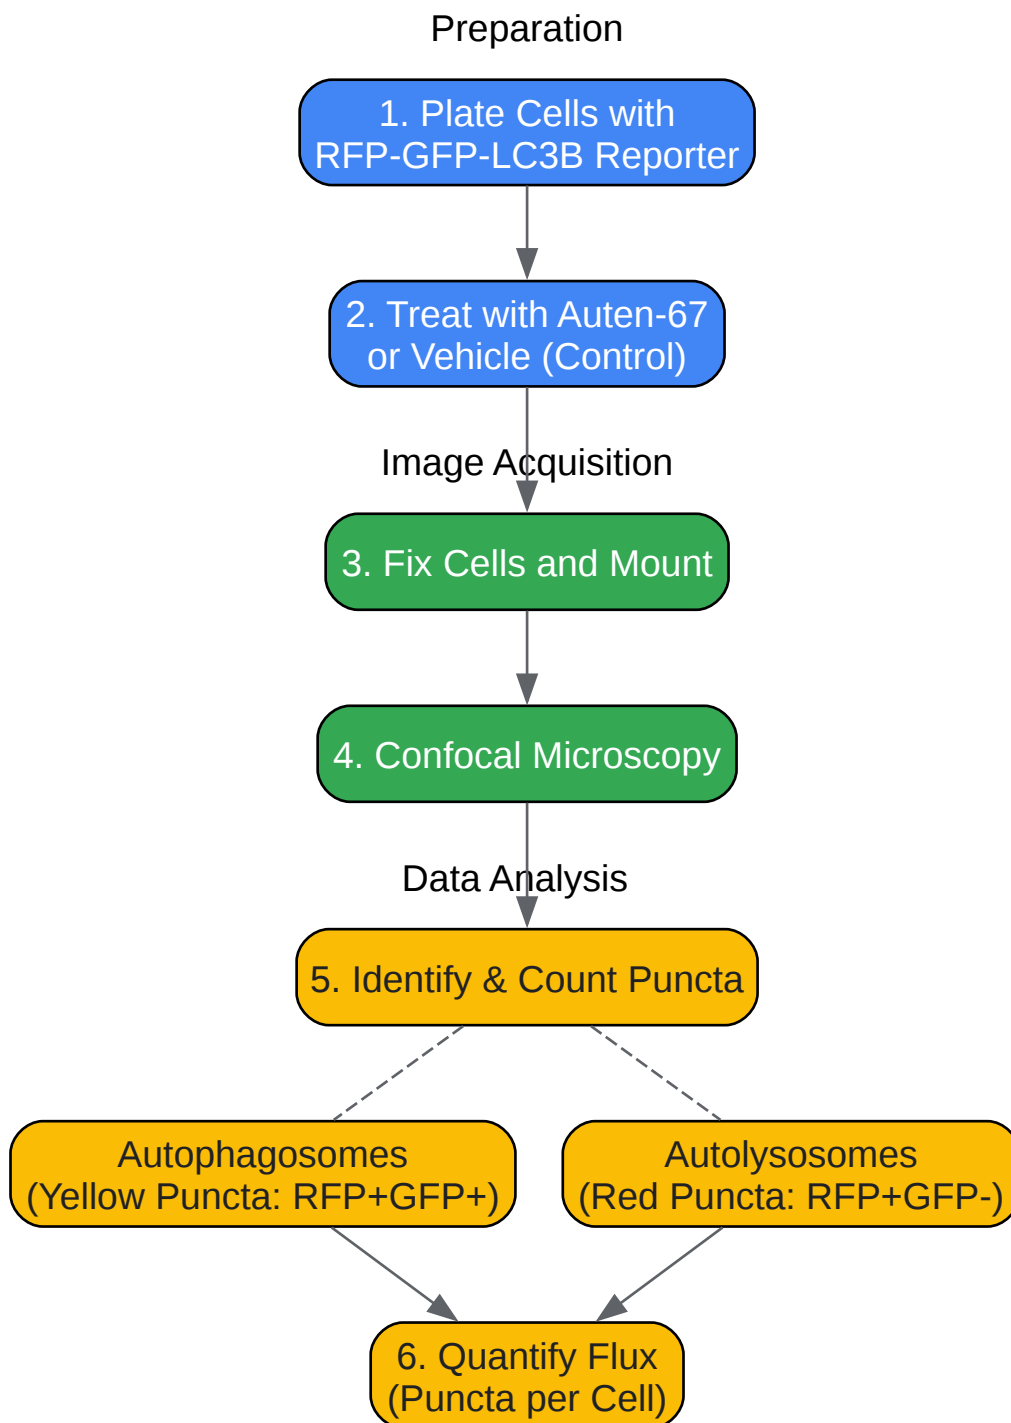 Preparation
1. Plate Cells with
RFP-GFP-LC3B Reporter
2. Treat with Auten-67
or Vehicle (Control)
Image Acquisition
3. Fix Cells and Mount
4. Confocal Microscopy
Data Analysis
5. Identify & Count Puncta
Autophagosomes
(Yellow Puncta: RFP+GFP+)
Autolysosomes
(Red Puncta: RFP+GFP-)
6. Quantify Flux
(Puncta per Cell)